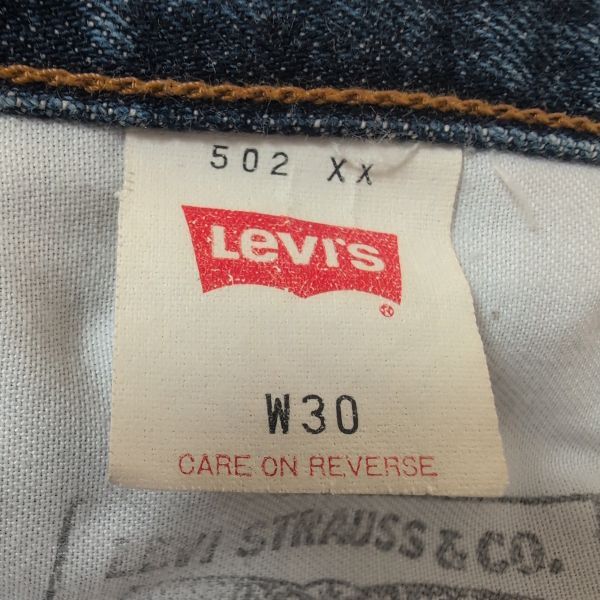 502 XX
Levi's
®
W30
CARE ON REVERSE
LEVI STRAUSS & CO.